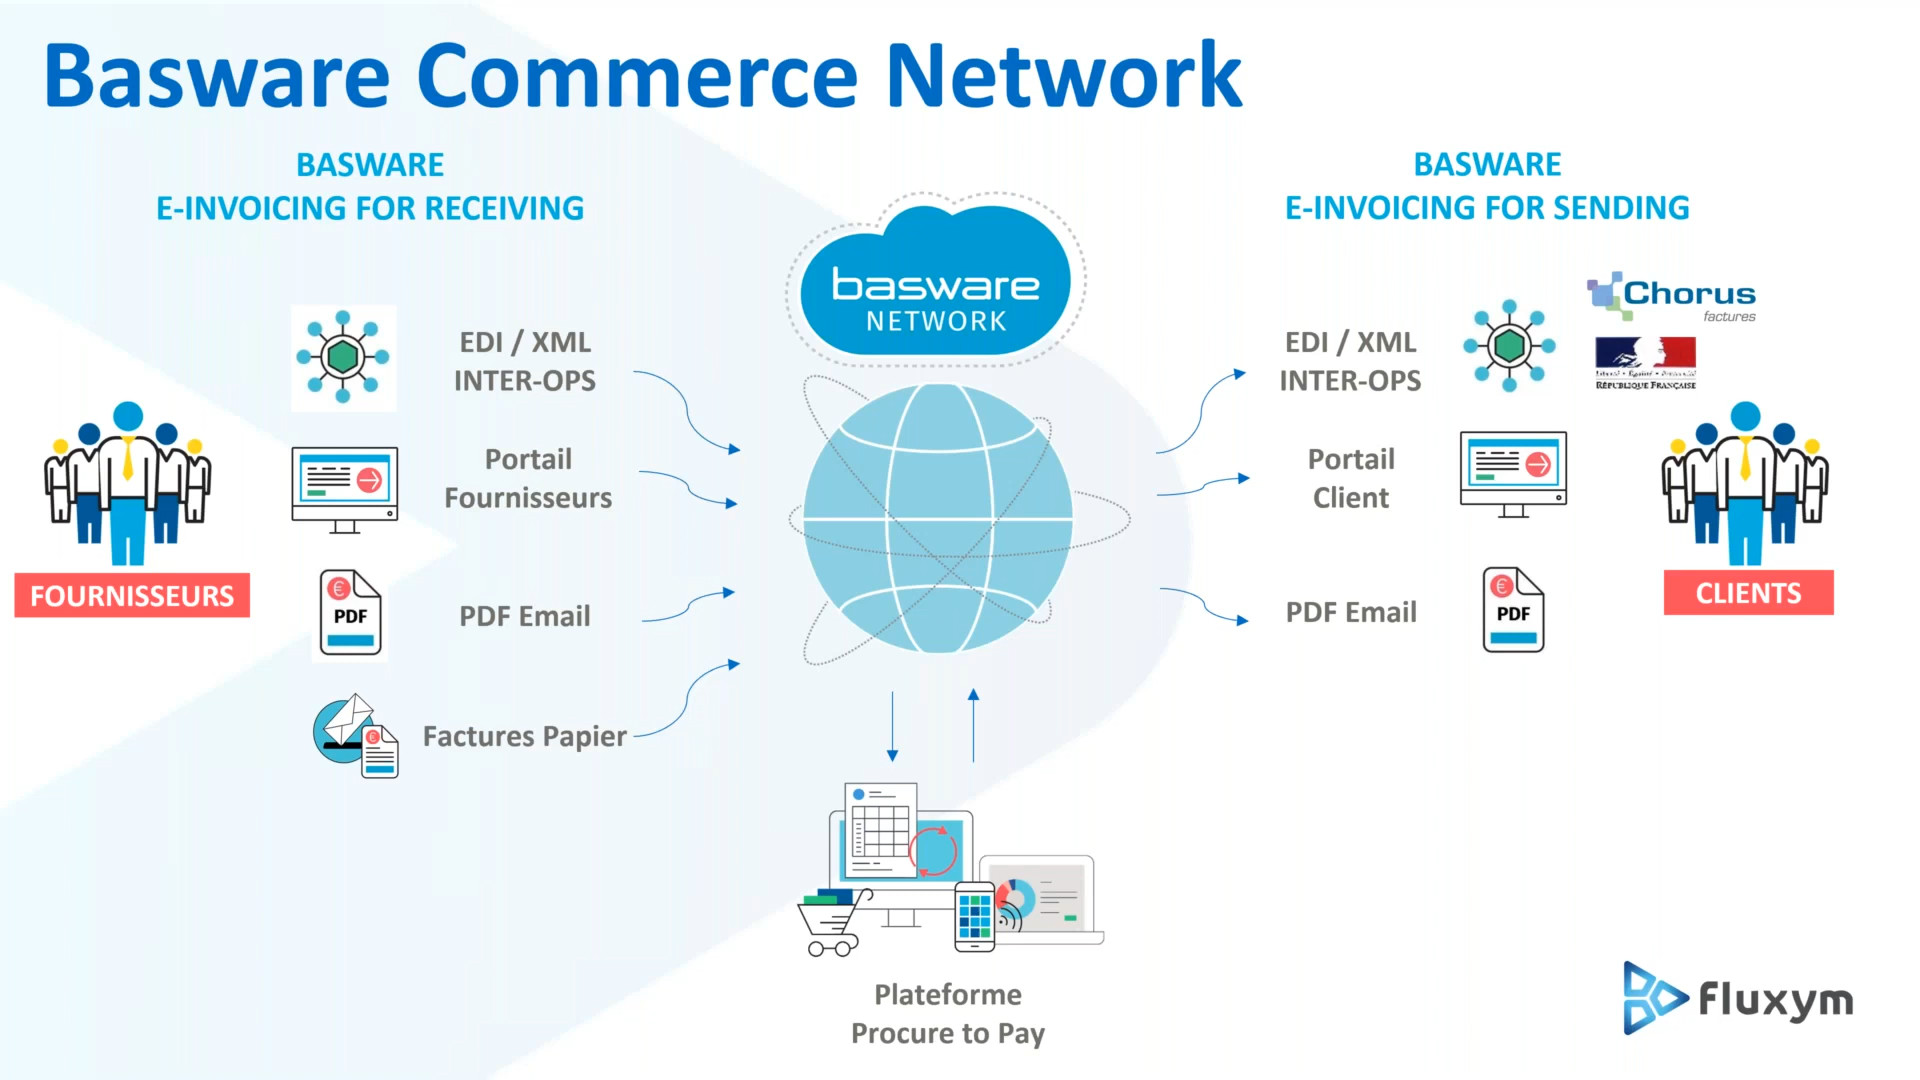 Basware Commerce Network
BASWARE
E-INVOICING FOR RECEIVING
BASWARE
E-INVOICING FOR SENDING
basware
NETWORK
EDI / XML
INTER-OPS
Portail
Fournisseurs
PDF
PDF Email
Factures Papier
FOURNISSEURS
EDI / XML
INTER-OPS
Chorus
factures
RÉPUBLIQUE FRANÇAISE
Portail
Client
PDF Email
PDF
CLIENTS
Plateforme
Procure to Pay
fluxym